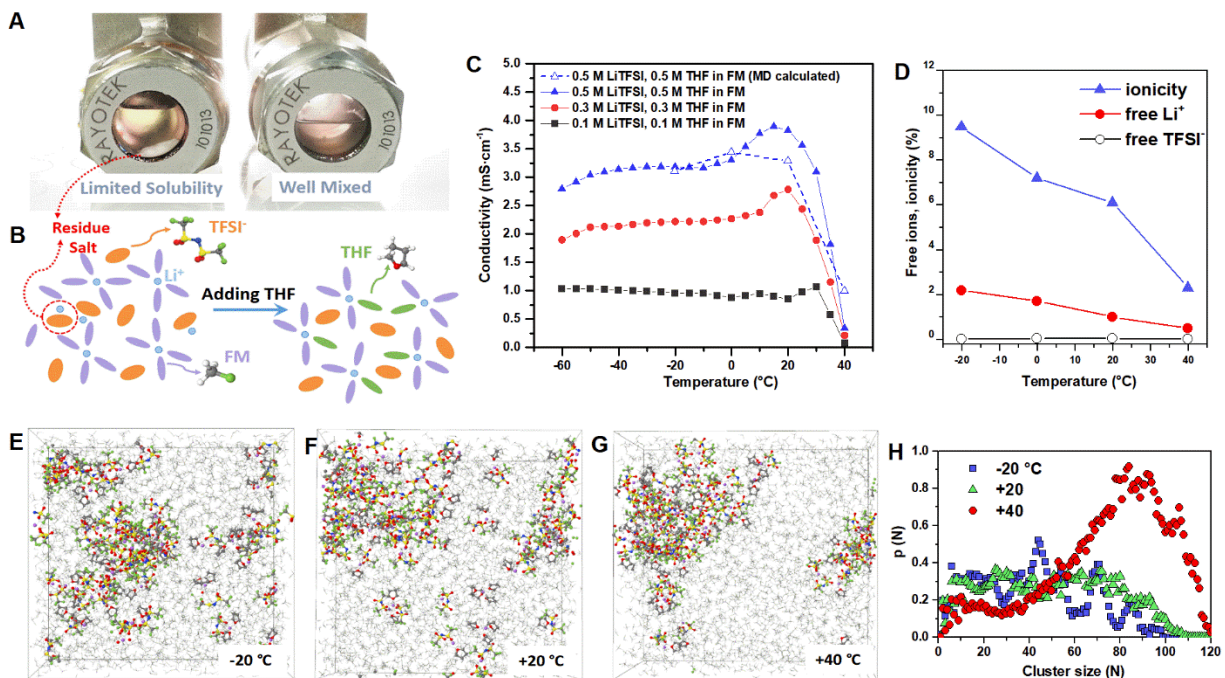 A
RAYOTEK
101013
Limited Solubility
RAYOTEK
101013
Well Mixed
B
Residue
Salt
TFSI⁻
Li⁺
FM
Adding THF
THF
C
5.0
4.5
4.0
3.5
3.0
2.5
2.0
1.5
1.0
0.5
0.0
Conductivity (mS·cm⁻¹)
0.5 M LiTFSI, 0.5 M THF in FM (MD calculated)
0.5 M LiTFSI, 0.5 M THF in FM
0.3 M LiTFSI, 0.3 M THF in FM
0.1 M LiTFSI, 0.1 M THF in FM
-60 -40 -20 0 20 40
Temperature (°C)
D
12
10
8
6
4
2
0
Free ions, ionicity (%)
ionicity
free Li⁺
free TFSI⁻
-20 -10 0 10 20 30 40
Temperature (°C)
E
-20 °C
F
+20 °C
G
+40 °C
H
1.0
0.8
0.6
0.4
0.2
0.0
p (N)
-20 °C
+20
+40
0 20 40 60 80 100 120
Cluster size (N)